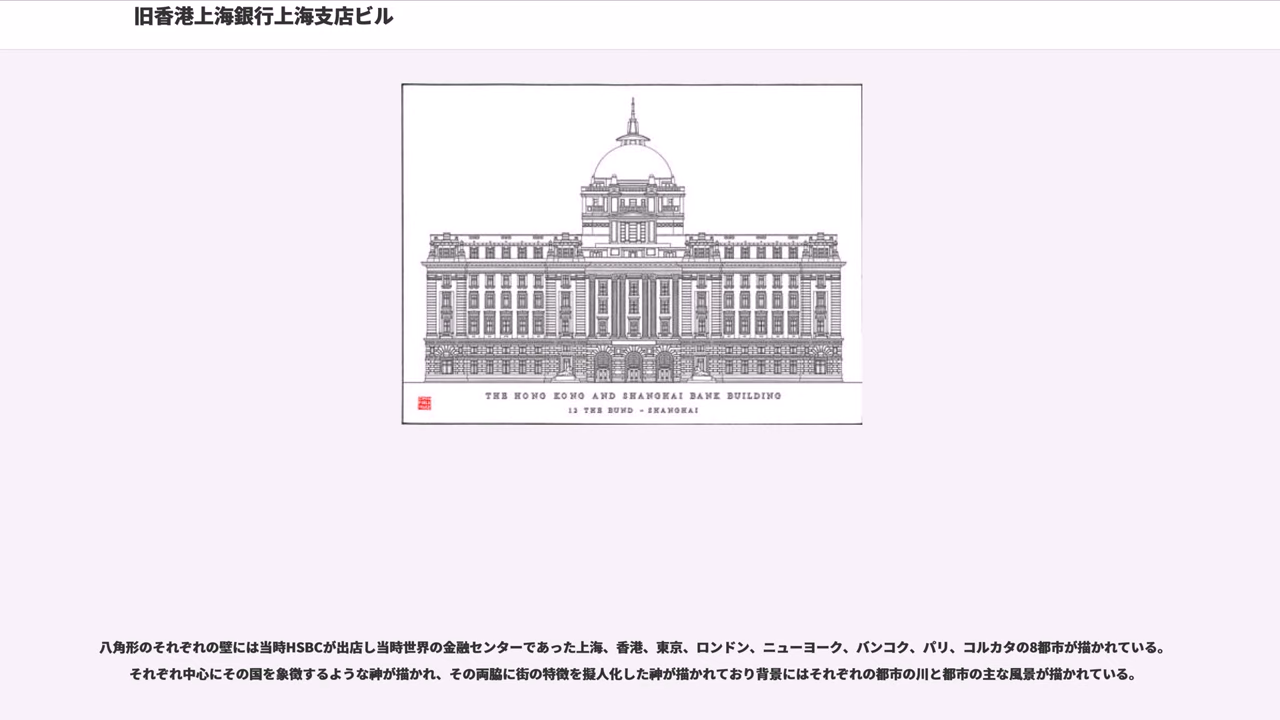 旧香港上海銀行上海支店ビル
THE HONG KONG AND SHANGHAI BANK BUILDING
12 THE BUND - SHANGHAI
八角形のそれぞれの壁には当時HSBCが出店し当時世界の金融センターであった上海、香港、東京、ロンドン、ニューヨーク、バンコク、パリ、コルカタの8都市が描かれている。
それぞれ中心にその国を象徴するような神が描かれ、その両脇に街の特徴を擬人化した神が描かれており背景にはそれぞれの都市の川と都市の主な風景が描かれている。